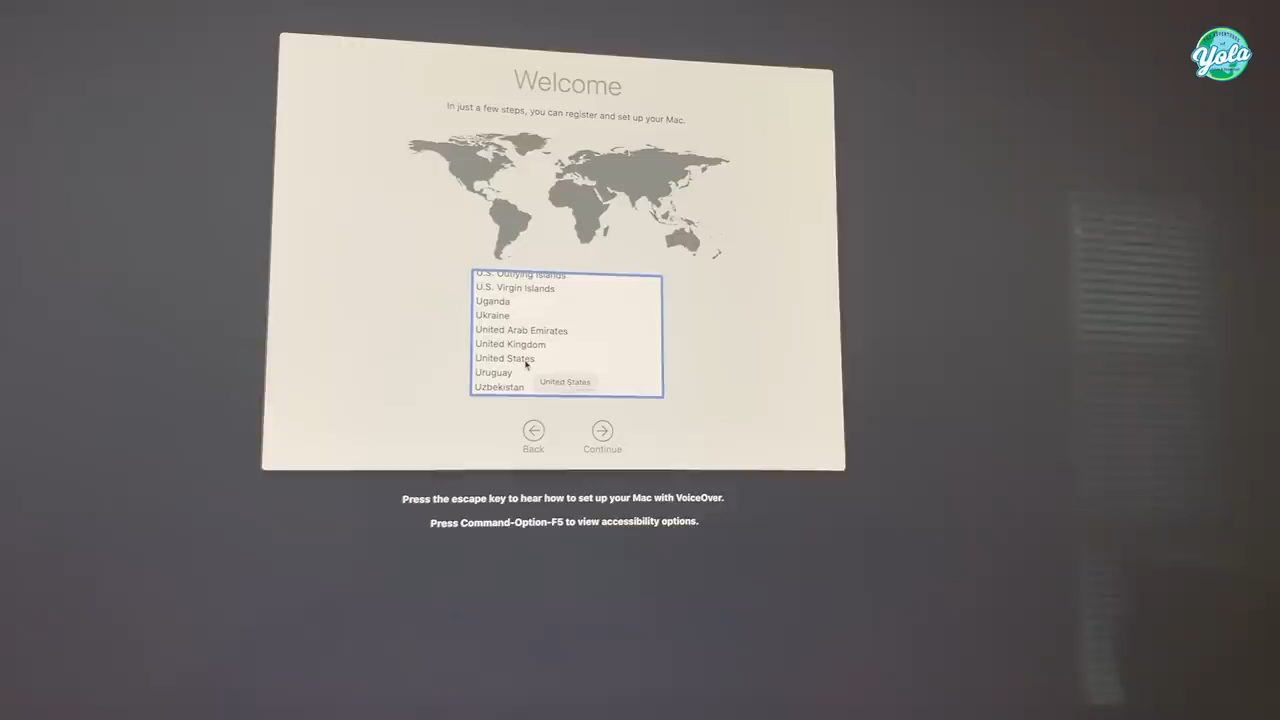 Yola
Welcome
In just a few steps, you can register and set up your Mac.
U.S. Outlying Islands
U.S. Virgin Islands
Uganda
Ukraine
United Arab Emirates
United Kingdom
United States
Uruguay
Uzbekistan
United States
Back
Continue
Press the escape key to hear how to set up your Mac with VoiceOver.
Press Command-Option-F5 to view accessibility options.